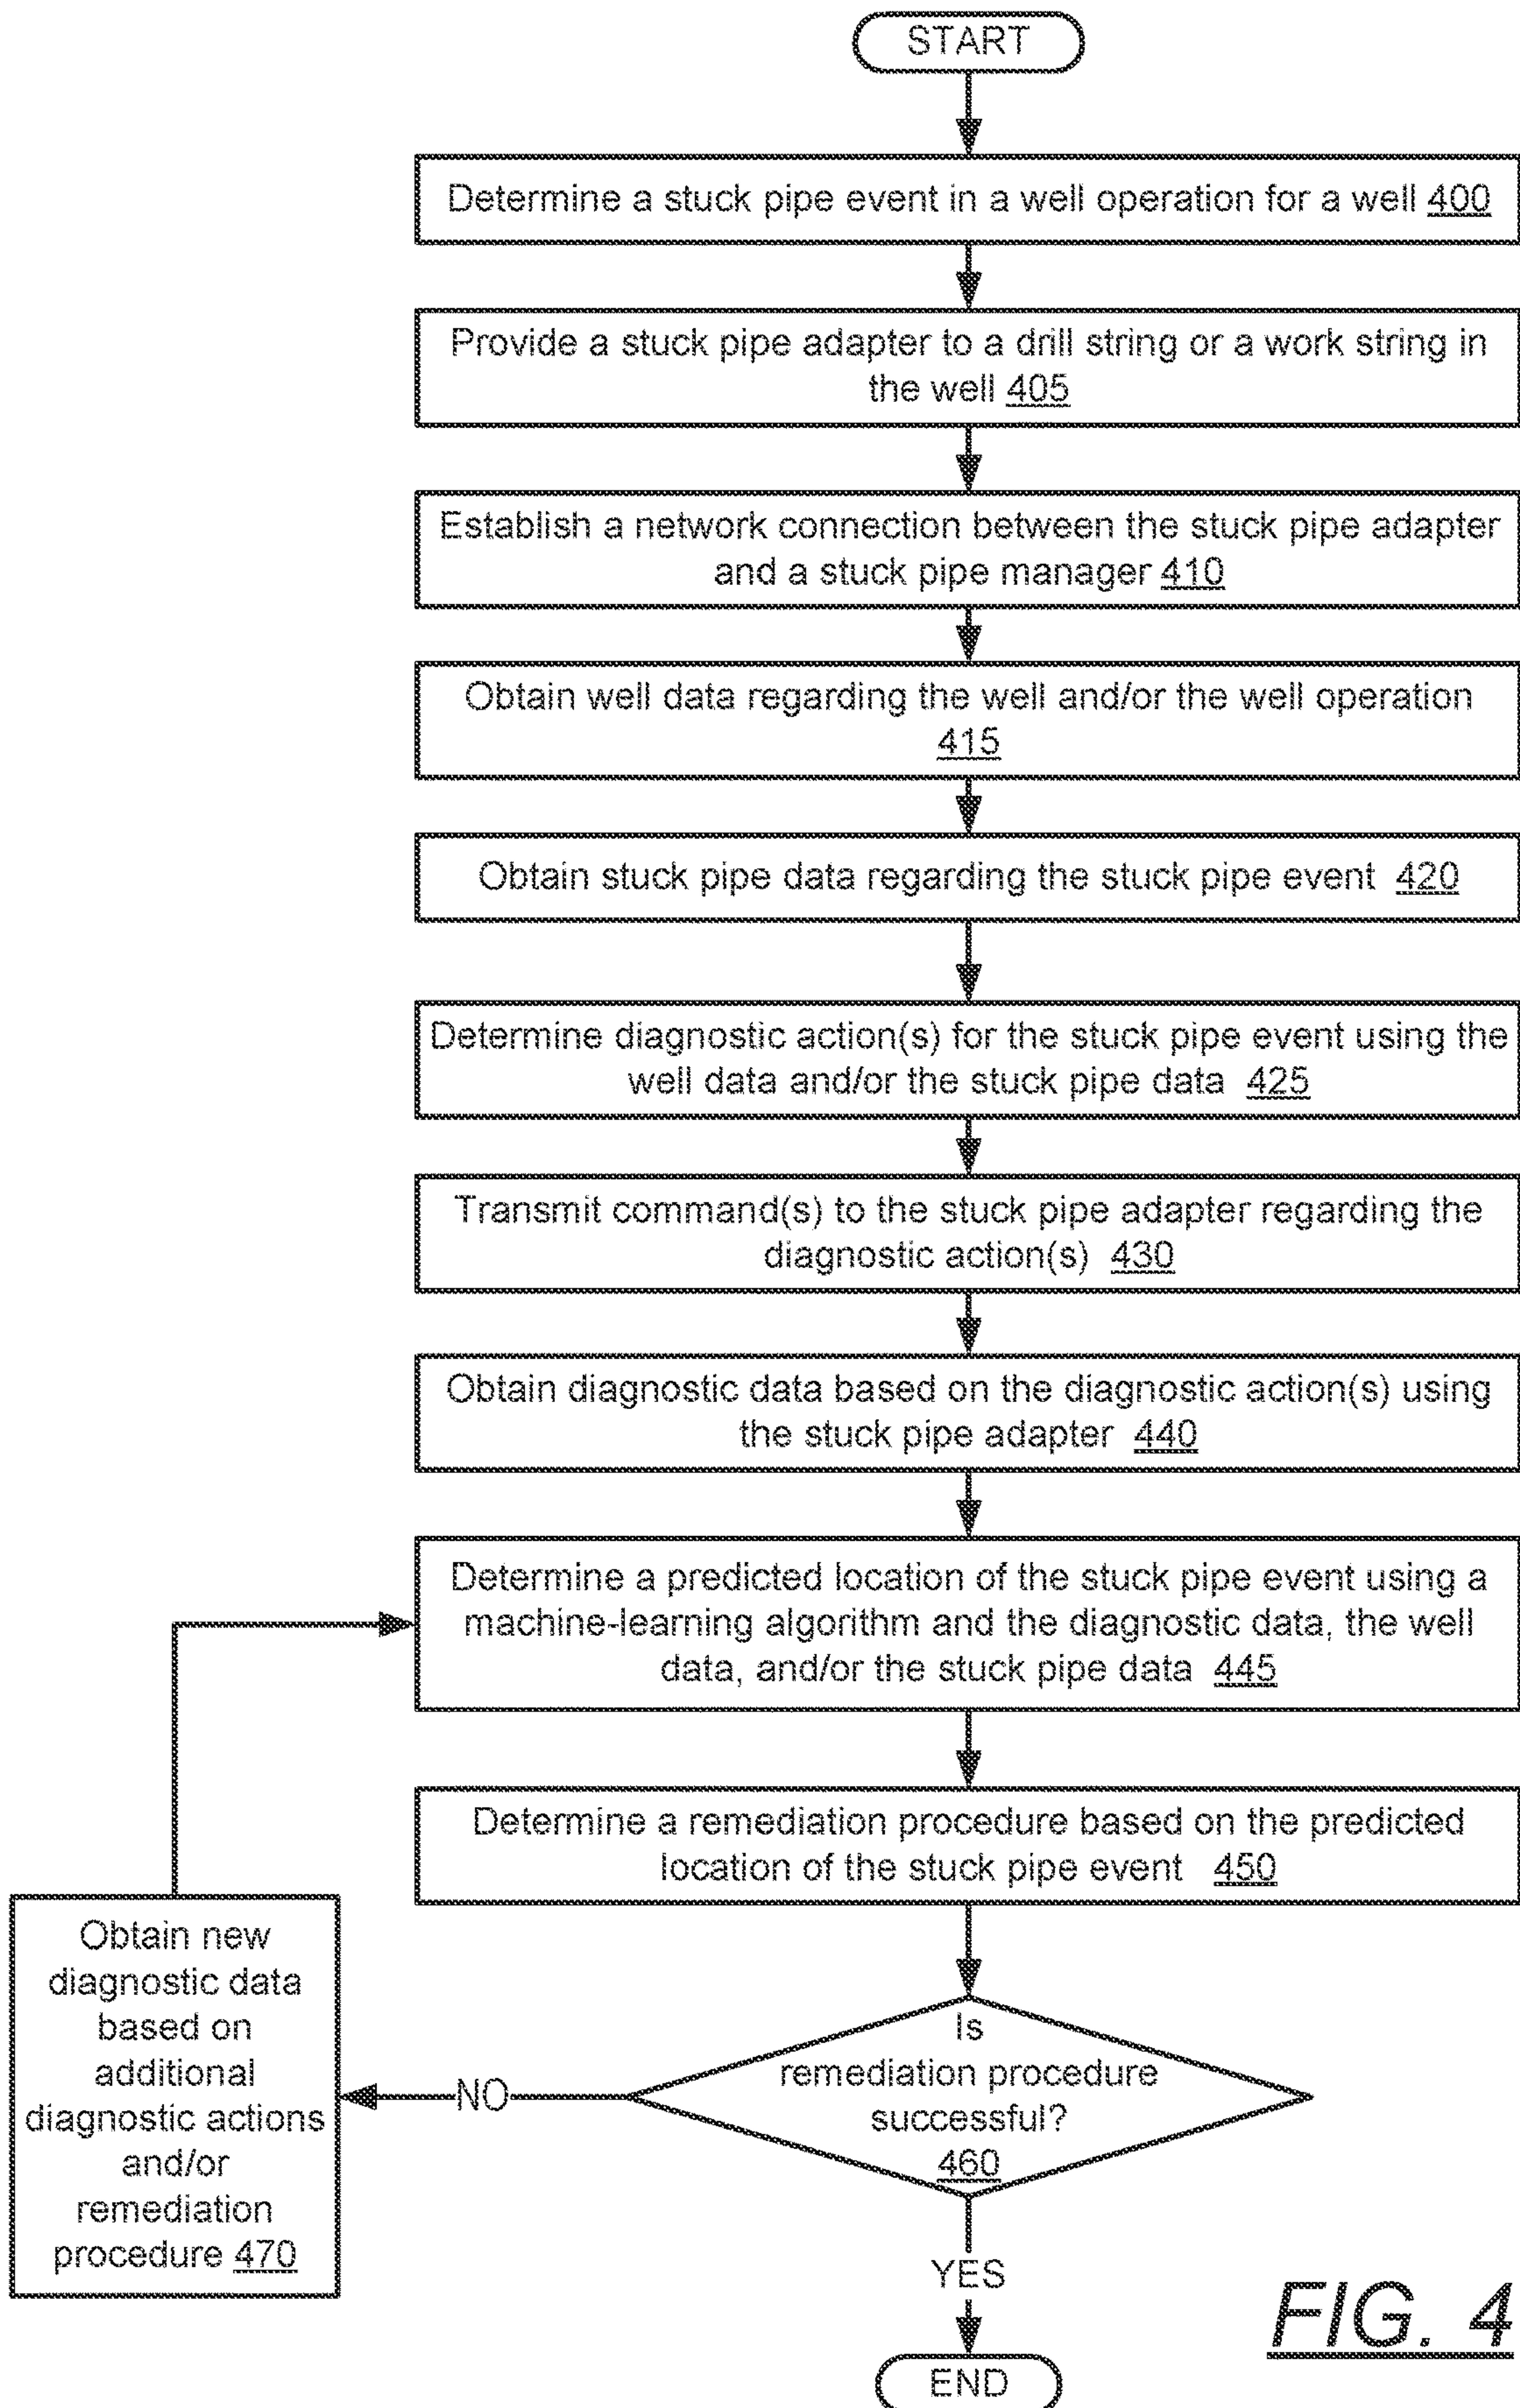 START
Determine a stuck pipe event in a well operation for a well 400
Provide a stuck pipe adapter to a drill string or a work string in
the well 405
Establish a network connection between the stuck pipe adapter
and a stuck pipe manager 410
Obtain well data regarding the well and/or the well operation
415
Obtain stuck pipe data regarding the stuck pipe event 420
Determine diagnostic action(s) for the stuck pipe event using the
well data and/or the stuck pipe data 425
Transmit command(s) to the stuck pipe adapter regarding the
diagnostic action(s) 430
Obtain diagnostic data based on the diagnostic action(s) using
the stuck pipe adapter 440
Determine a predicted location of the stuck pipe event using a
machine-learning algorithm and the diagnostic data, the well
data, and/or the stuck pipe data 445
Determine a remediation procedure based on the predicted
location of the stuck pipe event 450
Is
remediation procedure
successful?
460
NO
Obtain new
diagnostic data
based on
additional
diagnostic actions
and/or
remediation
procedure 470
YES
END
FIG. 4